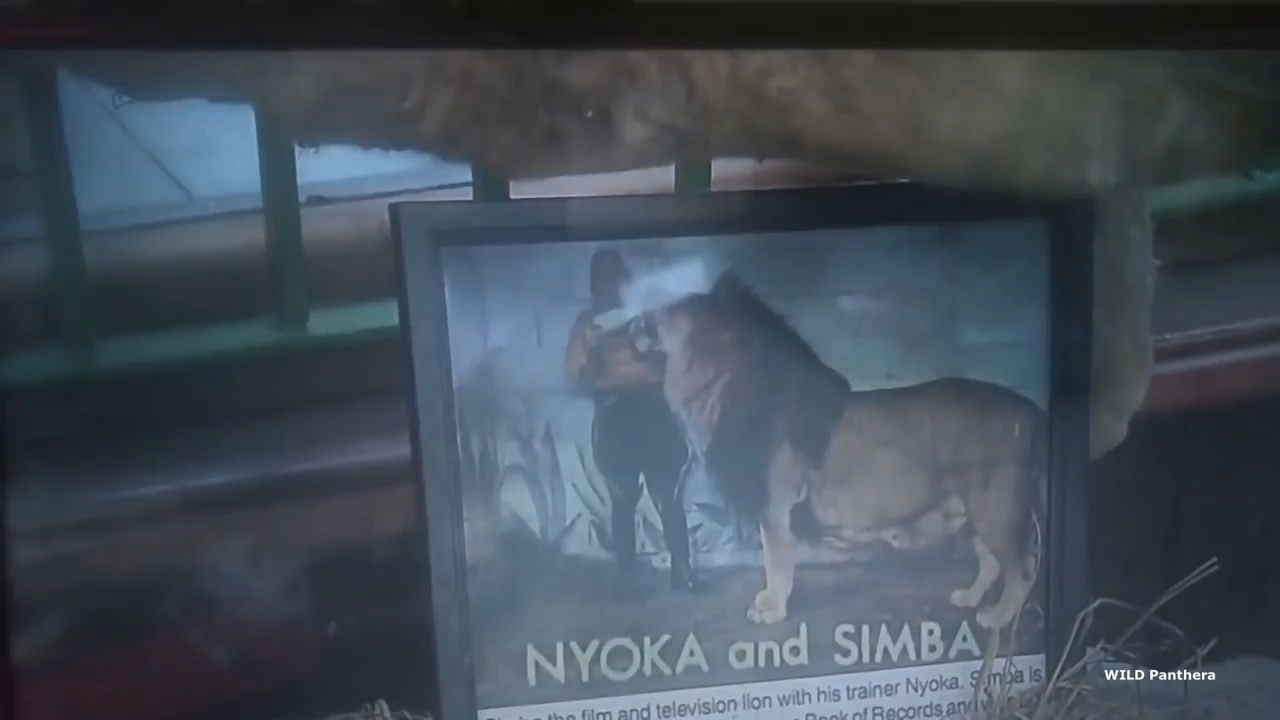 NYOKA and SIMBA
the film and television lion with his trainer Nyoka. Simba is
Book of Records and
WILD Panthera